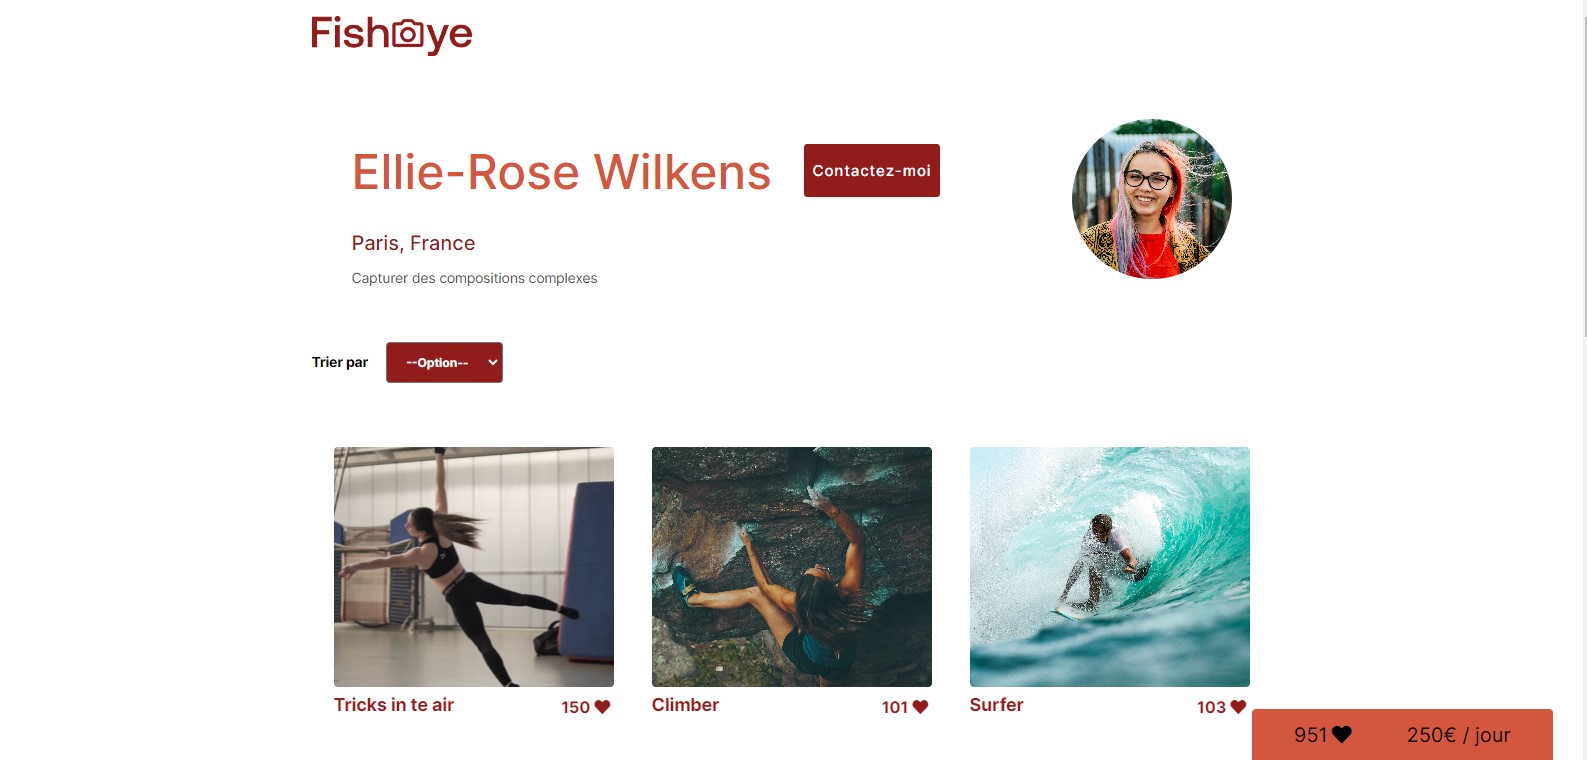 Fisheye
Ellie-Rose Wilkens
Contactez-moi
Paris, France
Capturer des compositions complexes
Trier par
--Option--
Tricks in te air
150
Climber
101
Surfer
103
951
250€ / jour